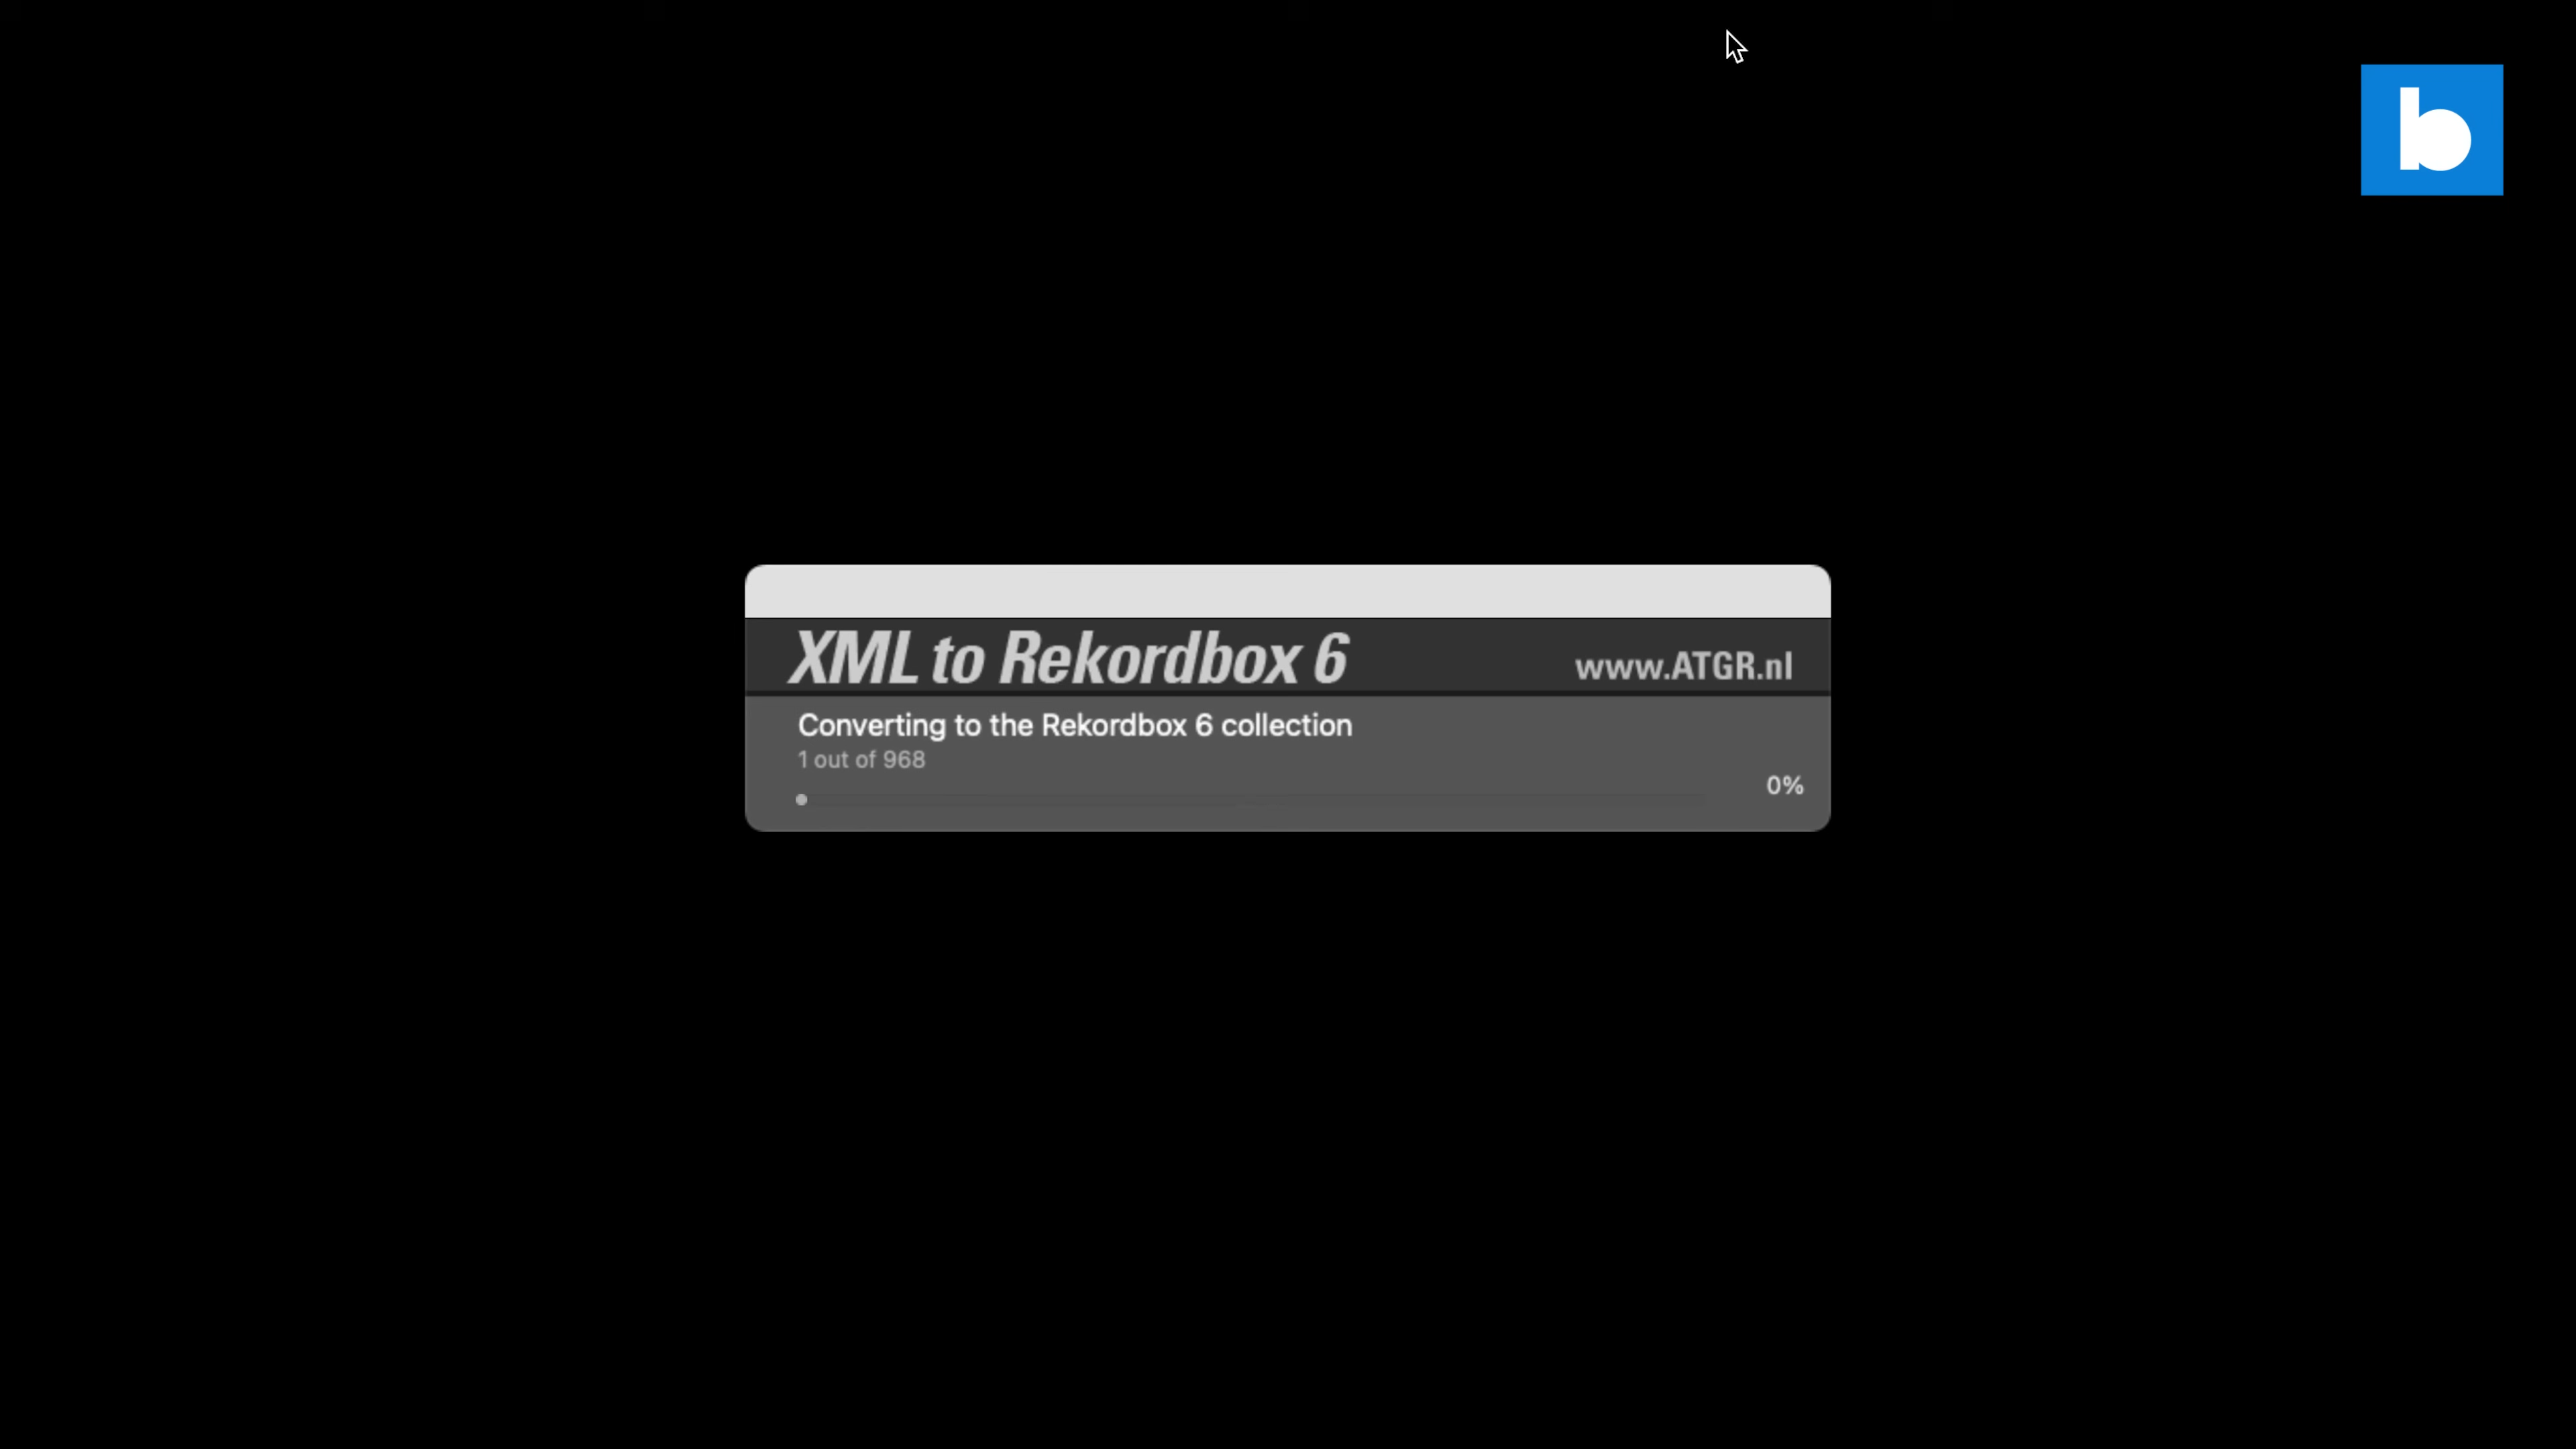 b
XML to Rekordbox 6
www.ATGR.nl
Converting to the Rekordbox 6 collection
1 out of 968
0%